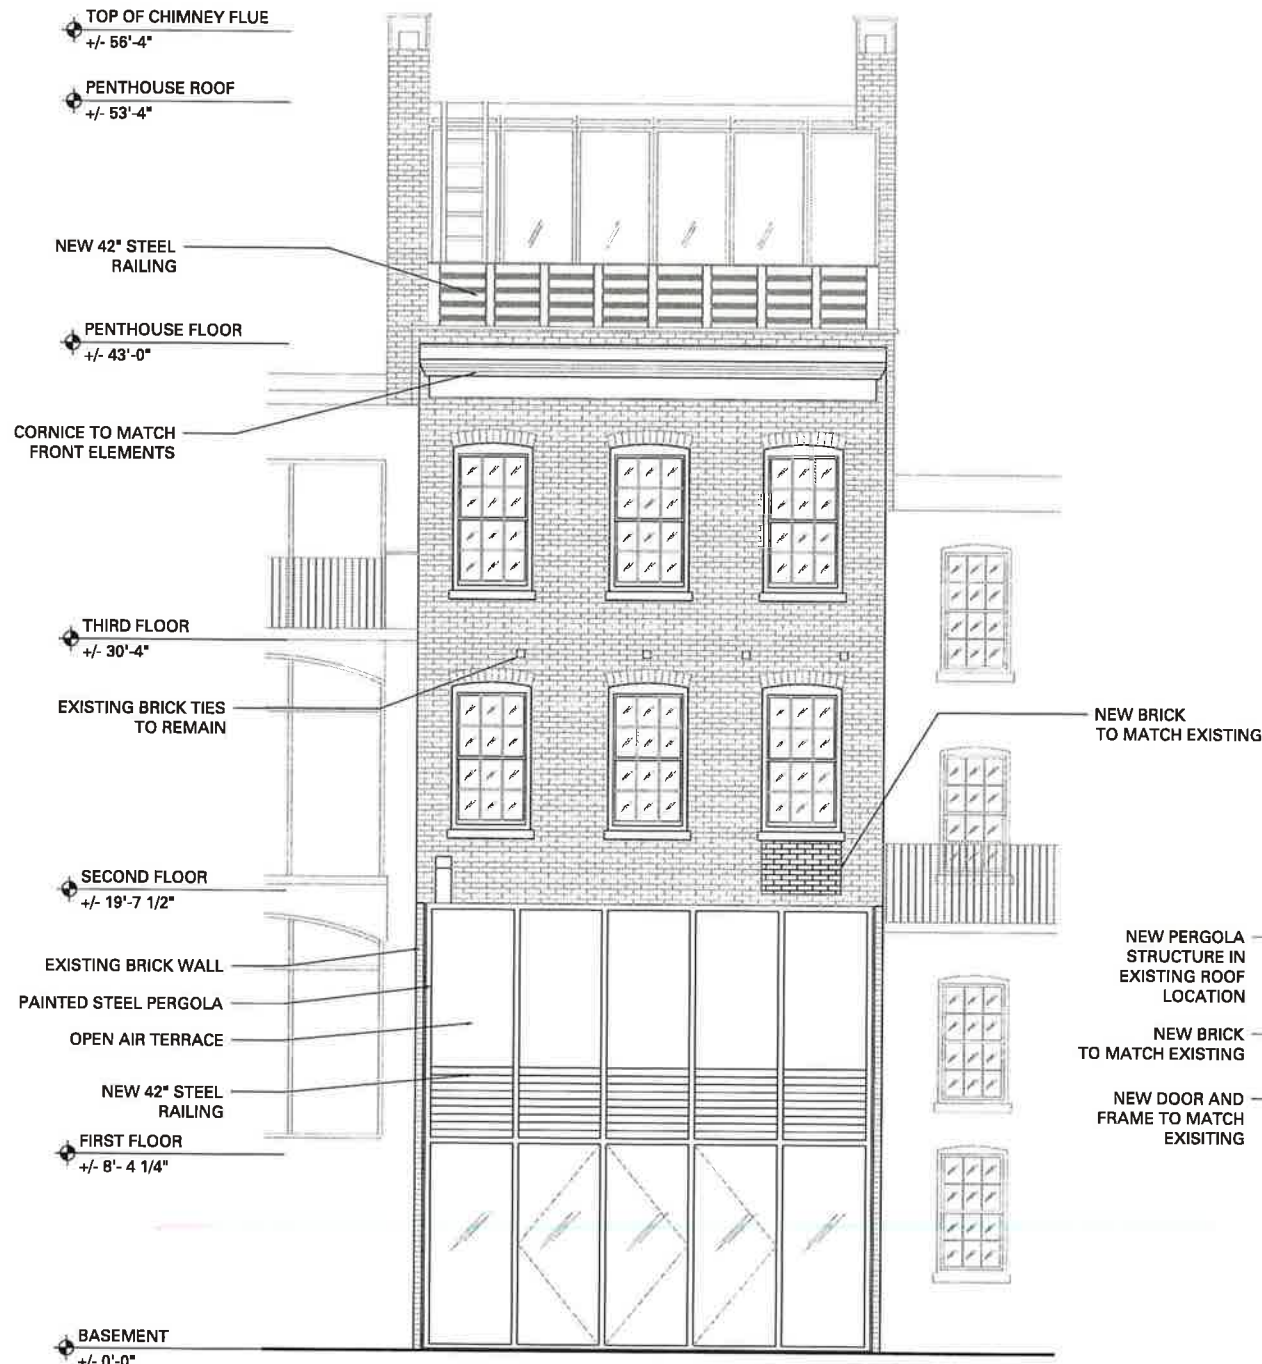 TOP OF CHIMNEY FLUE
+/- 56'-4"
PENTHOUSE ROOF
+/- 53'-4"
NEW 42" STEEL
RAILING
PENTHOUSE FLOOR
+/- 43'-0"
CORNICE TO MATCH
FRONT ELEMENTS
THIRD FLOOR
+/- 30'-4"
EXISTING BRICK TIES
TO REMAIN
NEW BRICK
TO MATCH EXISTING
SECOND FLOOR
+/- 19'-7 1/2"
EXISTING BRICK WALL
PAINTED STEEL PERGOLA
OPEN AIR TERRACE
NEW 42" STEEL
RAILING
FIRST FLOOR
+/- 8'- 4 1/4"
BASEMENT
+/- 0'-0"
NEW PERGOLA
STRUCTURE IN
EXISTING ROOF
LOCATION
NEW BRICK
TO MATCH EXISTING
NEW DOOR AND
FRAME TO MATCH
EXISITING